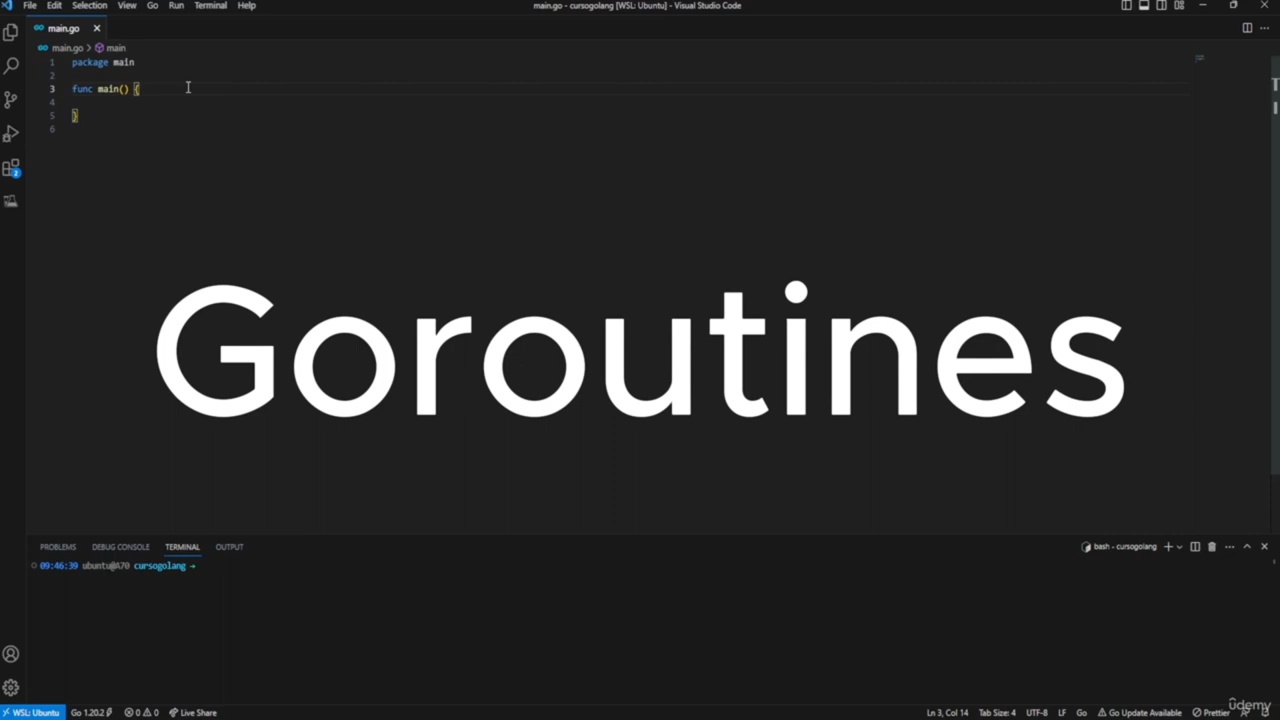 File Edit Selection View Go Run Terminal Help
main.go - cursogolang [WSL: Ubuntu] - Visual Studio Code
main.go
main.go > main
1 package main
2
3 func main() {
4
5 }
6
Goroutines
PROBLEMS DEBUG CONSOLE TERMINAL OUTPUT
bash - cursogolang
09:46:39 ubuntu@A70 cursogolang →
WSL: Ubuntu Go 1.20.2 0 0 Live Share
Ln 3, Col 14 Tab Size: 4 UTF-8 LF Go Go Update Available Prettier
udemy
2